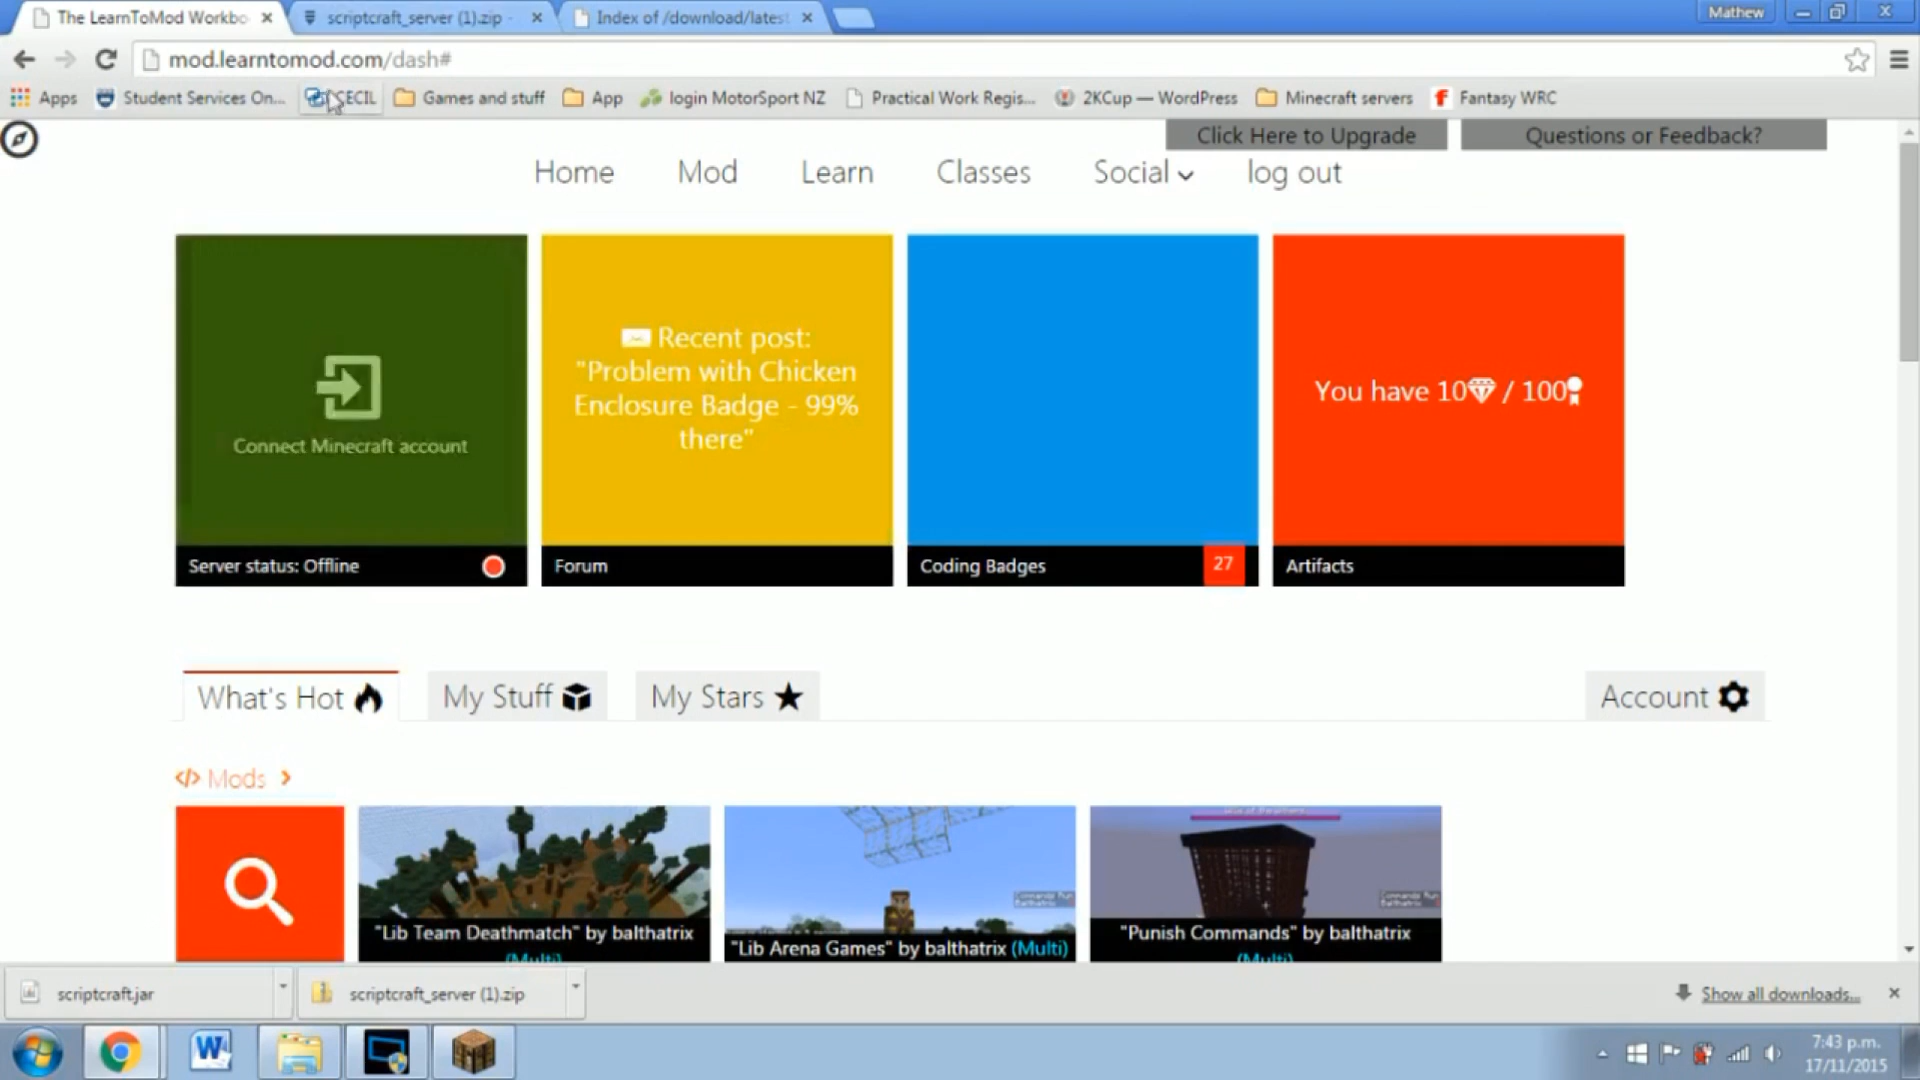 The LearnToMod Workbo
scriptcraft_server (1).zip -
Index of /download/latest
Mathew
mod.learntomod.com/dash#
Apps
Student Services On...
CECIL
Games and stuff
App
login MotorSport NZ
Practical Work Regis...
2KCup — WordPress
Minecraft servers
Fantasy WRC
Click Here to Upgrade
Questions or Feedback?
Home
Mod
Learn
Classes
Social
log out
Connect Minecraft account
Server status: Offline
Recent post:
"Problem with Chicken
Enclosure Badge - 99%
there"
Forum
Coding Badges
27
You have 10 / 100
Artifacts
What's Hot
My Stuff
My Stars
Account
</> Mods
"Lib Team Deathmatch" by balthatrix
(Multi)
"Lib Arena Games" by balthatrix (Multi)
"Punish Commands" by balthatrix
(Multi)
scriptcraft.jar
scriptcraft_server (1).zip
Show all downloads...
7:43 p.m.
17/11/2015